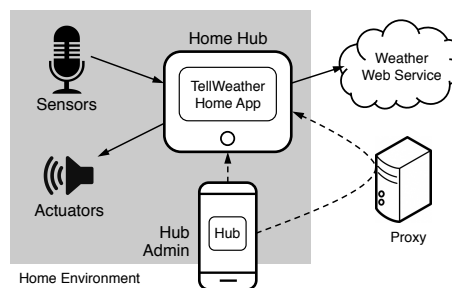 Home Hub
Weather
Web Service
TellWeather
Home App
Sensors
Actuators
Hub
Admin
Hub
Proxy
Home Environment